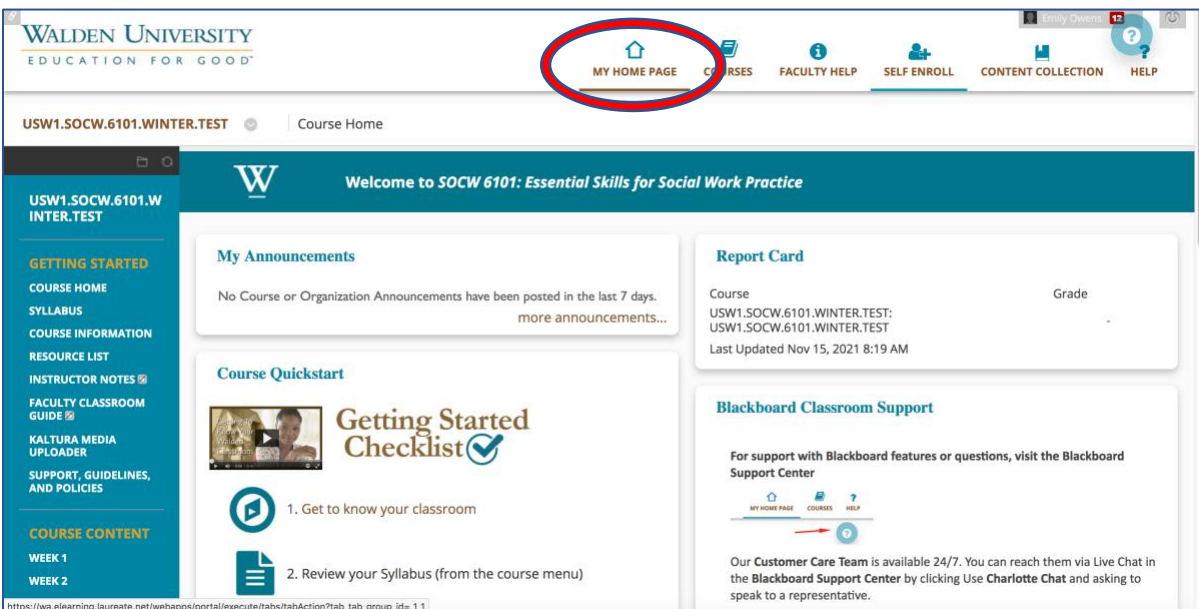 WALDEN UNIVERSITY
EDUCATION FOR GOOD
Emily Owens 12
?
MY HOME PAGE
COURSES
FACULTY HELP
SELF ENROLL
CONTENT COLLECTION
HELP
USW1.SOCW.6101.WINTER.TEST
Course Home
USW1.SOCW.6101.W
INTER.TEST
GETTING STARTED
COURSE HOME
SYLLABUS
COURSE INFORMATION
RESOURCE LIST
INSTRUCTOR NOTES
FACULTY CLASSROOM
GUIDE
KALTURA MEDIA
UPLOADER
SUPPORT, GUIDELINES,
AND POLICIES
COURSE CONTENT
WEEK 1
WEEK 2
W
Welcome to SOCW 6101: Essential Skills for Social Work Practice
My Announcements
No Course or Organization Announcements have been posted in the last 7 days.
more announcements...
Course Quickstart
Getting Started
Checklist
1. Get to know your classroom
2. Review your Syllabus (from the course menu)
Report Card
Course Grade
USW1.SOCW.6101.WINTER.TEST:
USW1.SOCW.6101.WINTER.TEST
-
Last Updated Nov 15, 2021 8:19 AM
Blackboard Classroom Support
For support with Blackboard features or questions, visit the Blackboard
Support Center
MY HOME PAGE COURSES HELP
?
Our Customer Care Team is available 24/7. You can reach them via Live Chat in
the Blackboard Support Center by clicking Use Charlotte Chat and asking to
speak to a representative.
https://wa.elearning.laureate.net/webapps/portal/execute/tabs/tabAction?tab_tab_group_id=_1_1